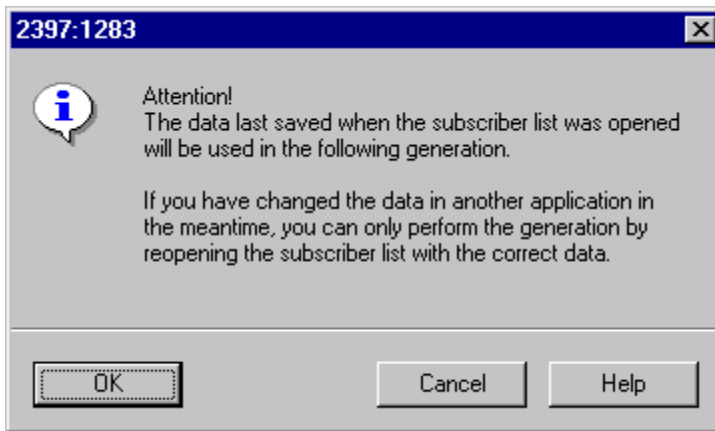 2397:1283
Attention!
The data last saved when the subscriber list was opened
will be used in the following generation.
If you have changed the data in another application in
the meantime, you can only perform the generation by
reopening the subscriber list with the correct data.
OK
Cancel
Help